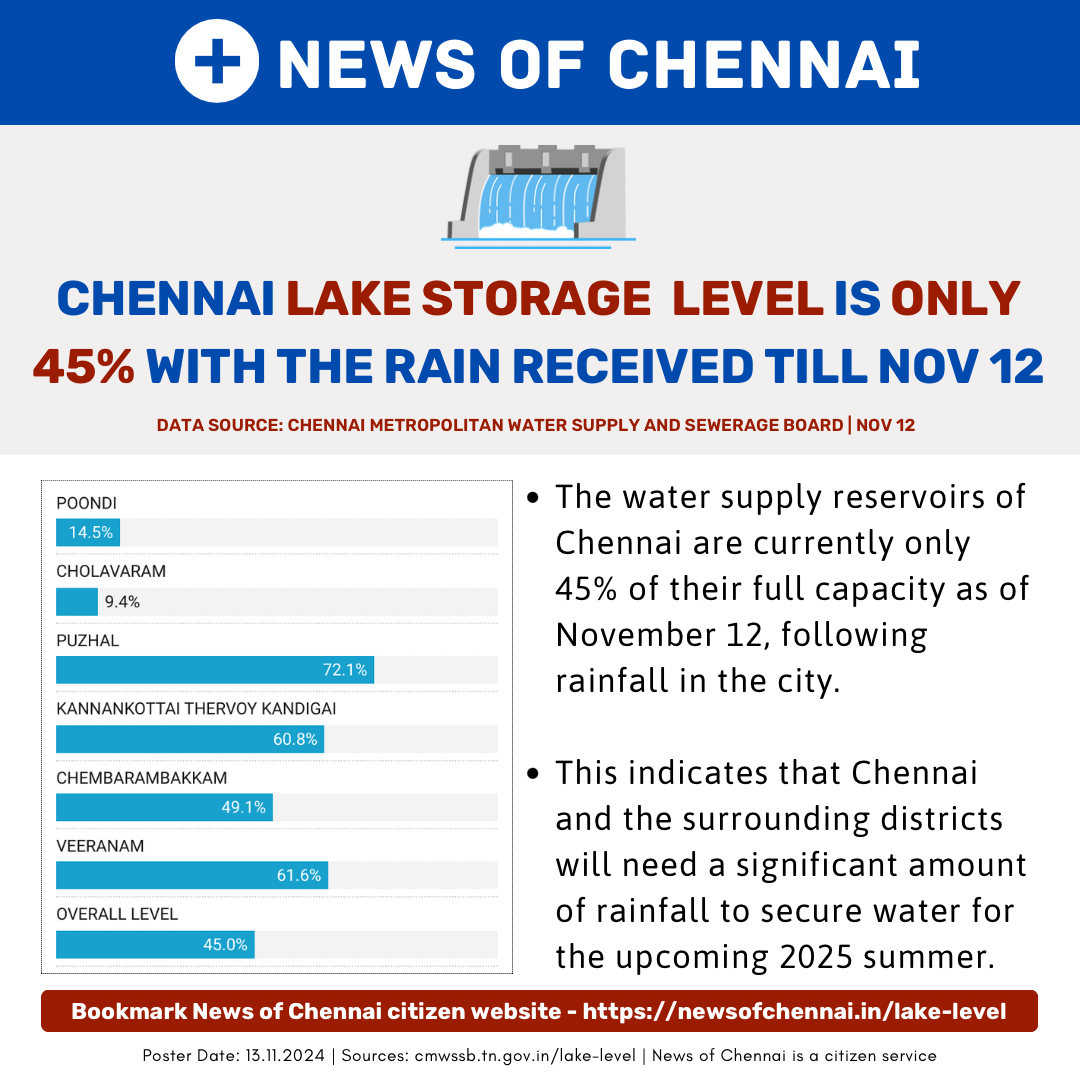 NEWS OF CHENNAI
CHENNAI LAKE STORAGE LEVEL IS ONLY
45% WITH THE RAIN RECEIVED TILL NOV 12
DATA SOURCE: CHENNAI METROPOLITAN WATER SUPPLY AND SEWERAGE BOARD | NOV 12
POONDI
14.5%
CHOLAVARAM
9.4%
PUZHAL
72.1%
KANNANKOTTAI THERVOY KANDIGAI
60.8%
CHEMBARAMBAKKAM
49.1%
VEERANAM
61.6%
OVERALL LEVEL
45.0%
• The water supply reservoirs of
Chennai are currently only
45% of their full capacity as of
November 12, following
rainfall in the city.
• This indicates that Chennai
and the surrounding districts
will need a significant amount
of rainfall to secure water for
the upcoming 2025 summer.
Bookmark News of Chennai citizen website - https://newsofchennai.in/lake-level
Poster Date: 13.11.2024 | Sources: cmwssb.tn.gov.in/lake-level | News of Chennai is a citizen service